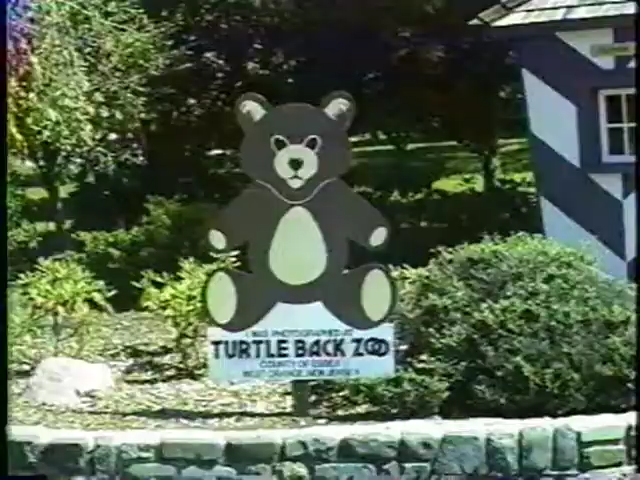 I WAS PHOTOGRAPHED AT
TURTLE BACK ZOO
COUNTY OF ESSEX
WEST ORANGE, NEW JERSEY